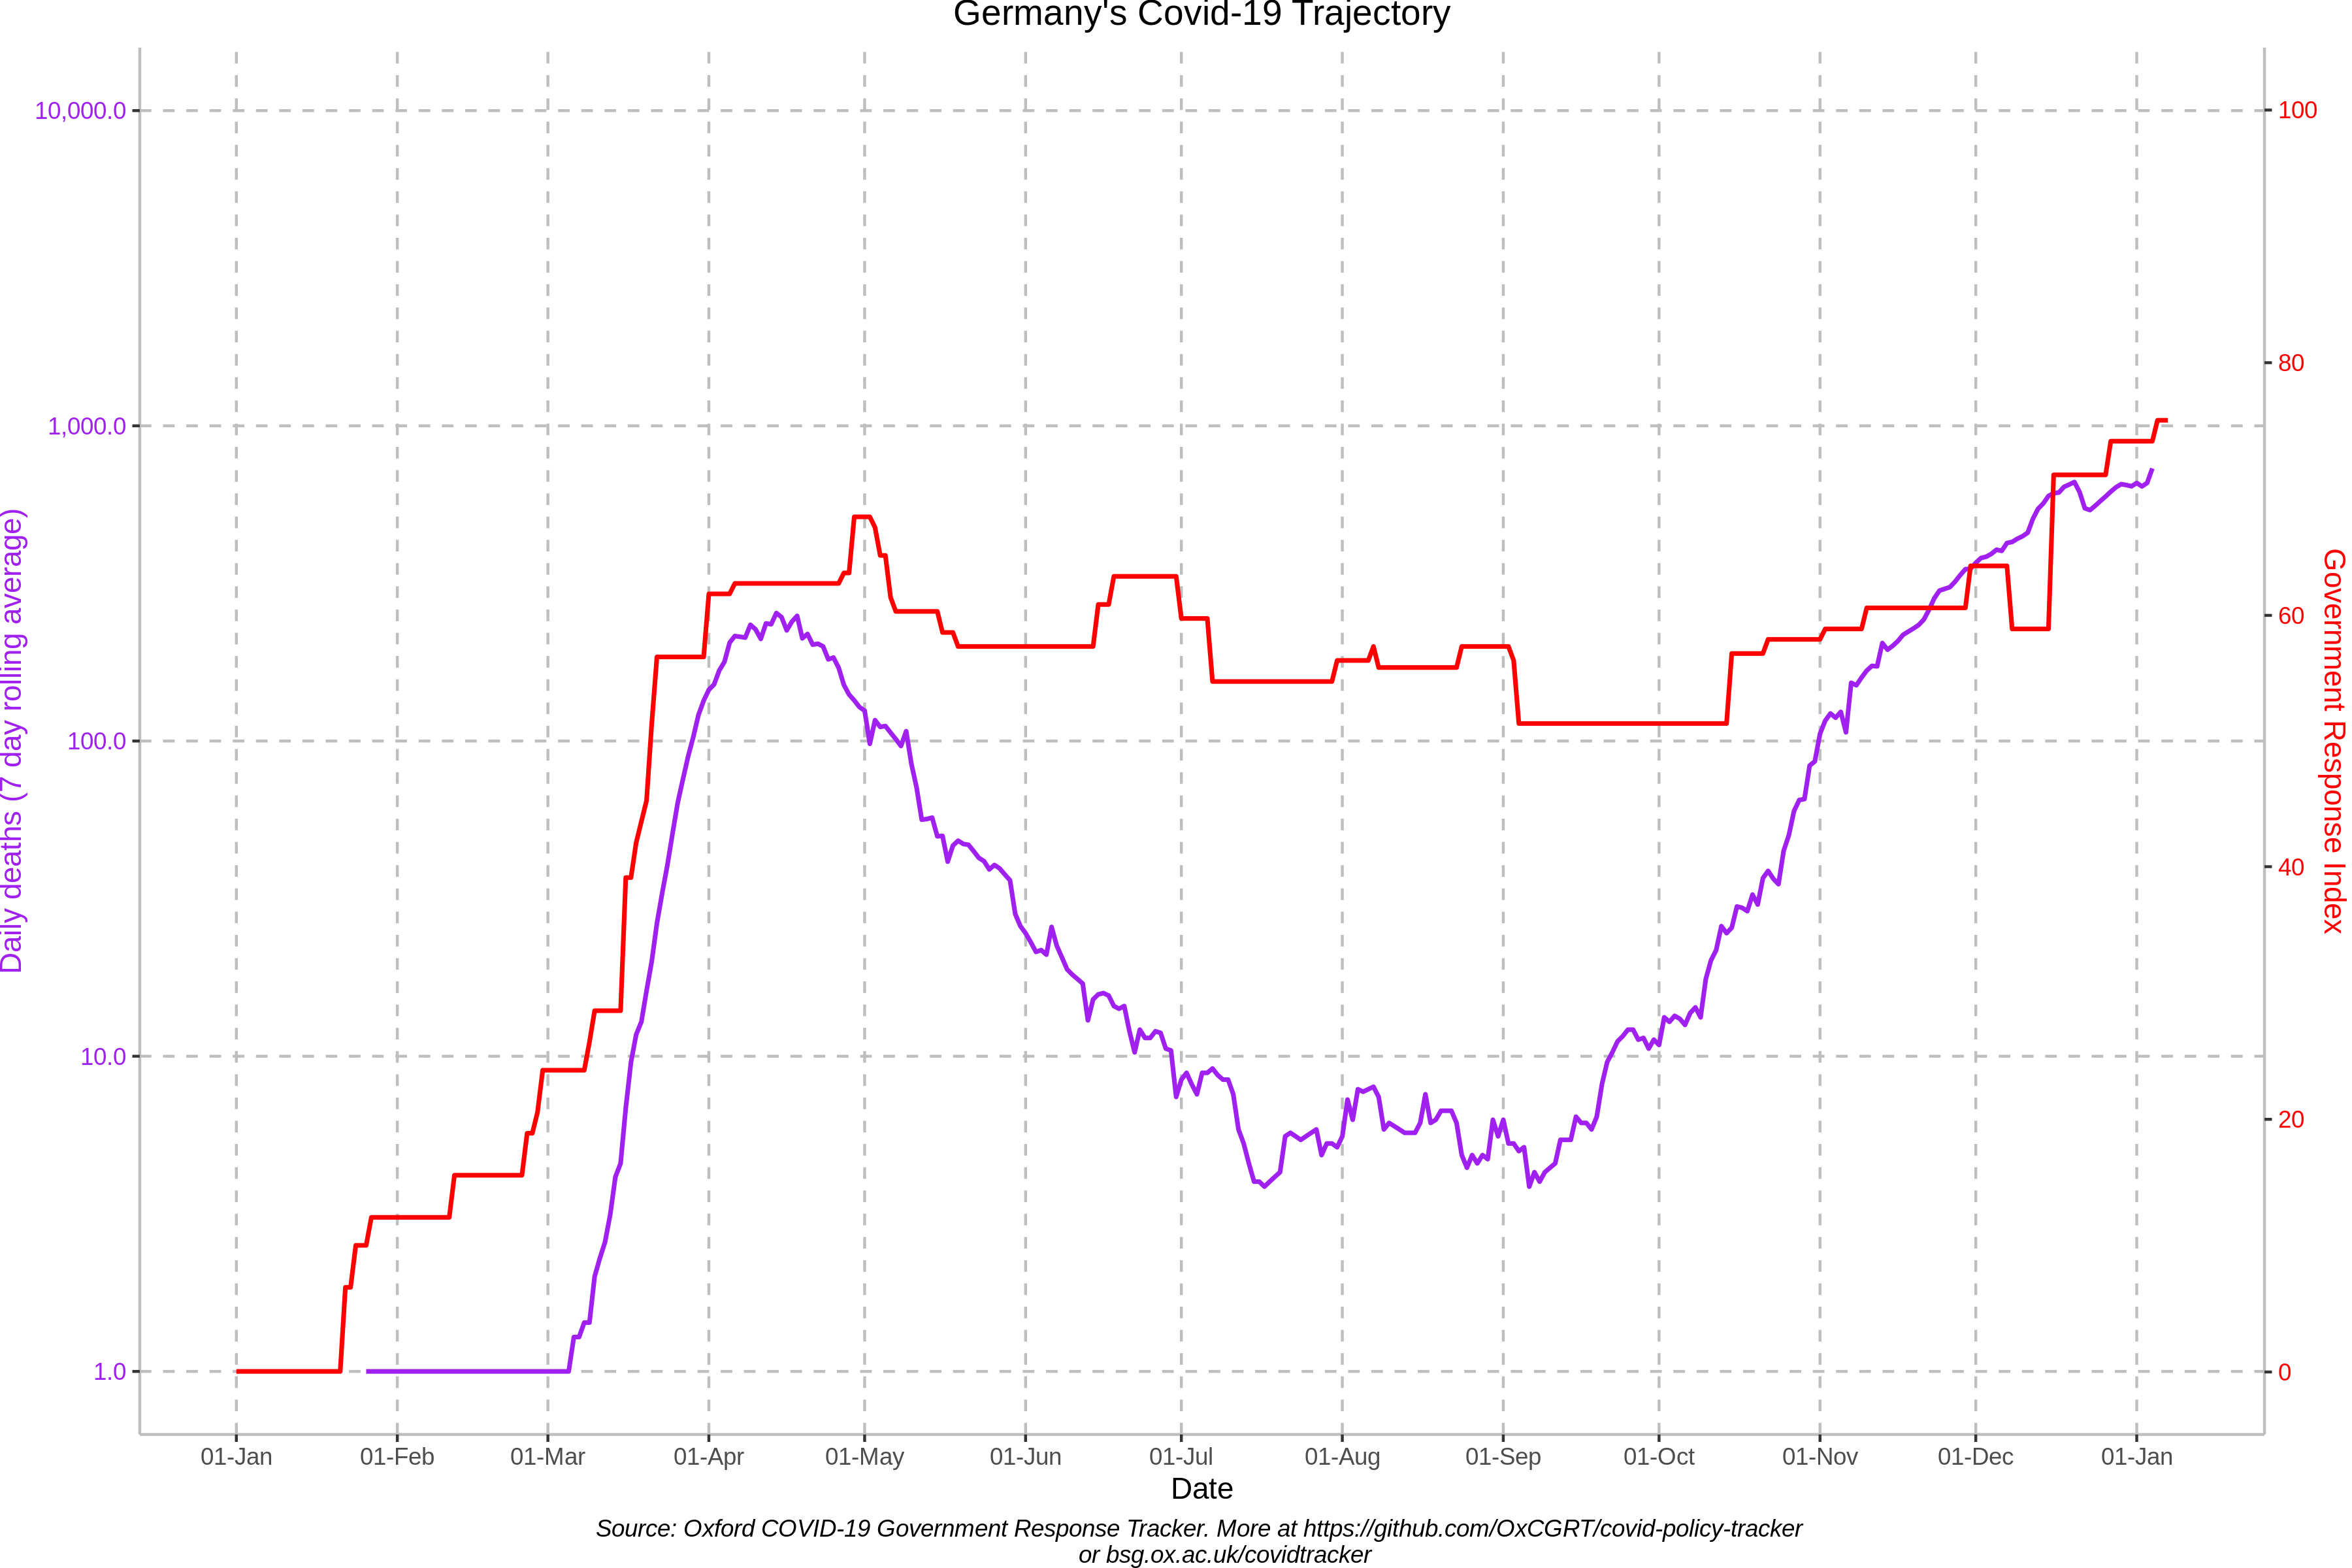 Germany's Covid-19 Trajectory
10,000.0
1,000.0
100.0
10.0
1.0
Daily deaths (7 day rolling average)
100
80
60
40
20
0
Government Response Index
01-Jan 01-Feb 01-Mar 01-Apr 01-May 01-Jun 01-Jul 01-Aug 01-Sep 01-Oct 01-Nov 01-Dec 01-Jan
Date
Source: Oxford COVID-19 Government Response Tracker. More at https://github.com/OxCGRT/covid-policy-tracker
or bsg.ox.ac.uk/covidtracker